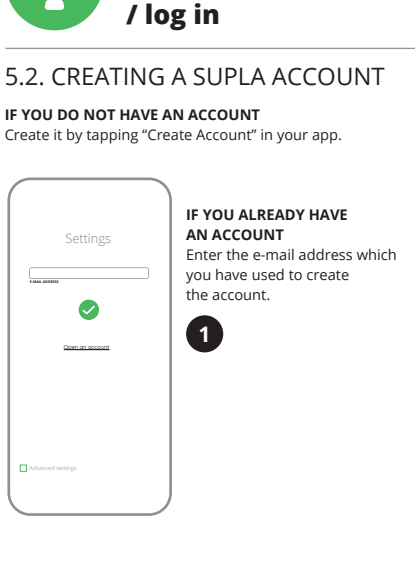 / log in
5.2. CREATING A SUPLA ACCOUNT
IF YOU DO NOT HAVE AN ACCOUNT
Create it by tapping “Create Account” in your app.
Settings
E-MAIL ADDRESS
Open an account
Advanced settings
IF YOU ALREADY HAVE
AN ACCOUNT
Enter the e-mail address which
you have used to create
the account.
1